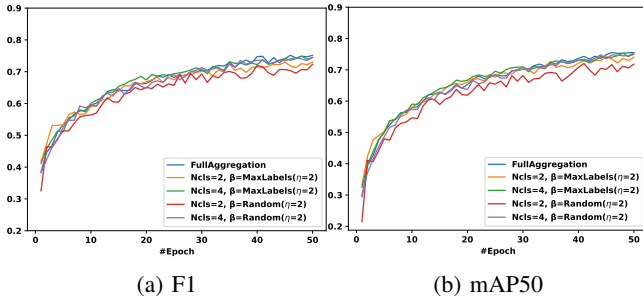 0.9
0.8
0.7
0.6
0.5
0.4
0.3
0.2
0 10 20 30 40 50
#Epoch
FullAggregation
Ncls=2, β=MaxLabels(η=2)
Ncls=4, β=MaxLabels(η=2)
Ncls=2, β=Random(η=2)
Ncls=4, β=Random(η=2)
(a) F1
0.9
0.8
0.7
0.6
0.5
0.4
0.3
0.2
0 10 20 30 40 50
#Epoch
FullAggregation
Ncls=2, β=MaxLabels(η=2)
Ncls=4, β=MaxLabels(η=2)
Ncls=2, β=Random(η=2)
Ncls=4, β=Random(η=2)
(b) mAP50